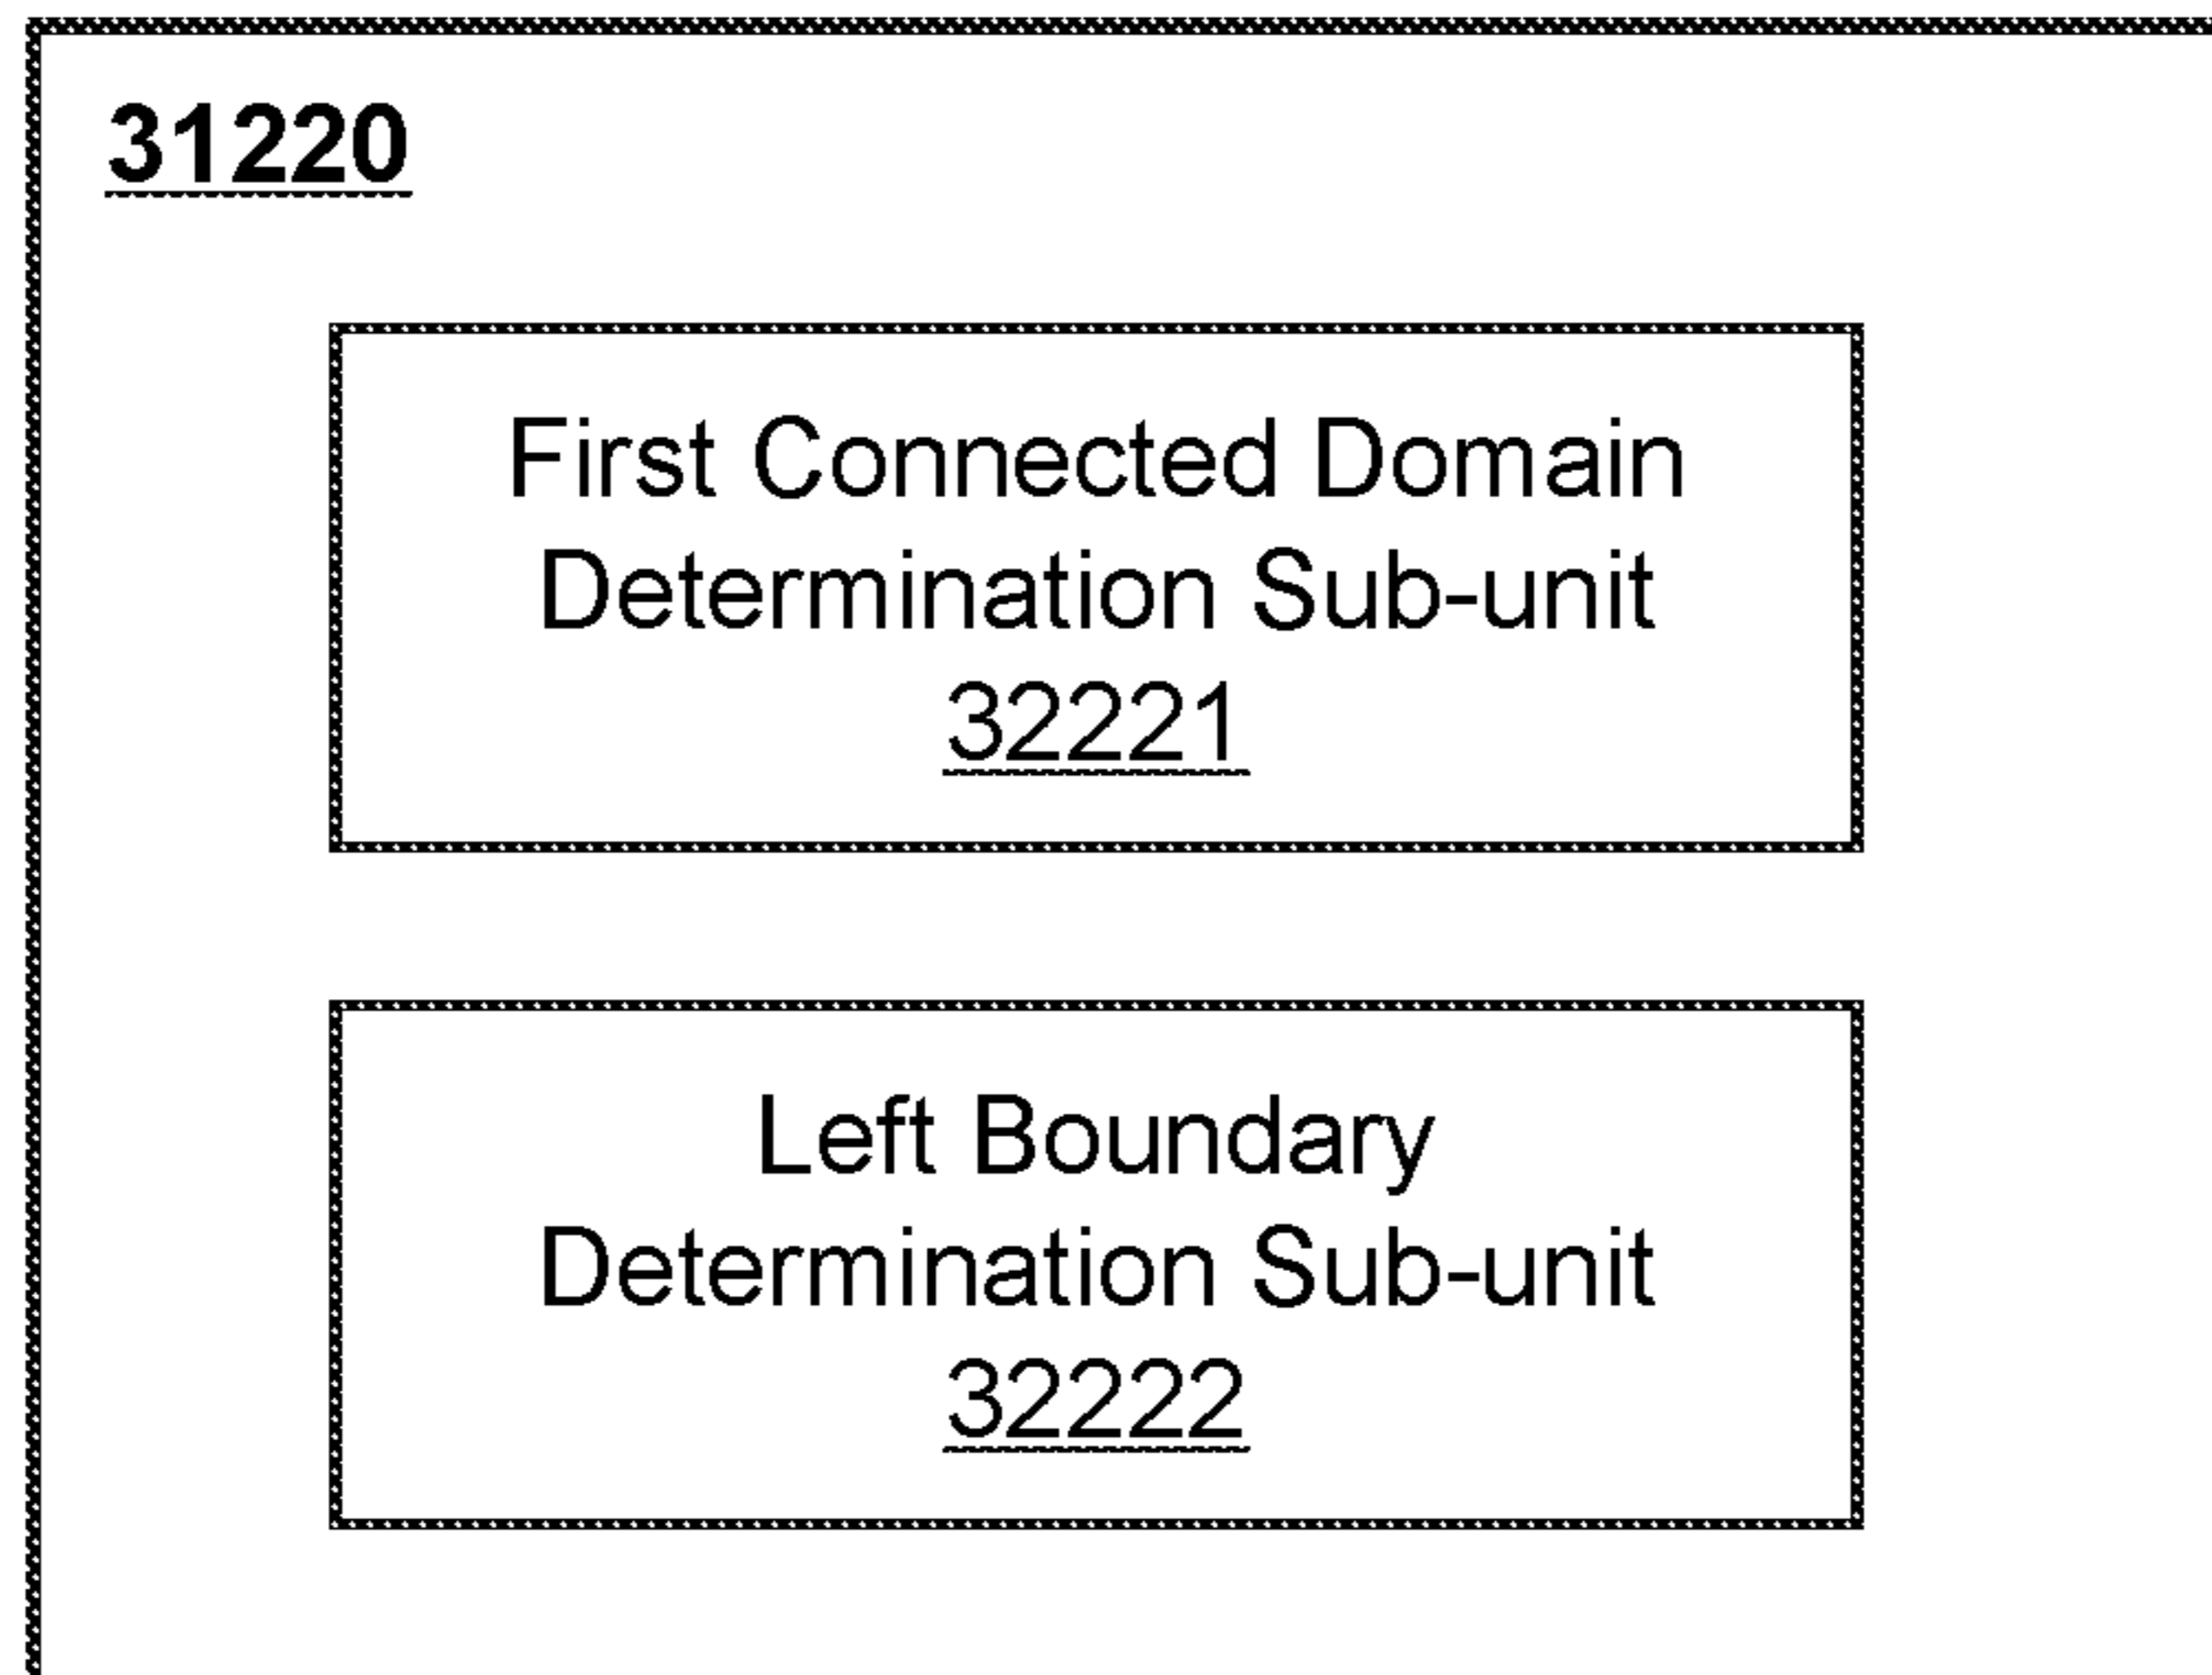 31220
First Connected Domain
Determination Sub-unit
32221
Left Boundary
Determination Sub-unit
32222